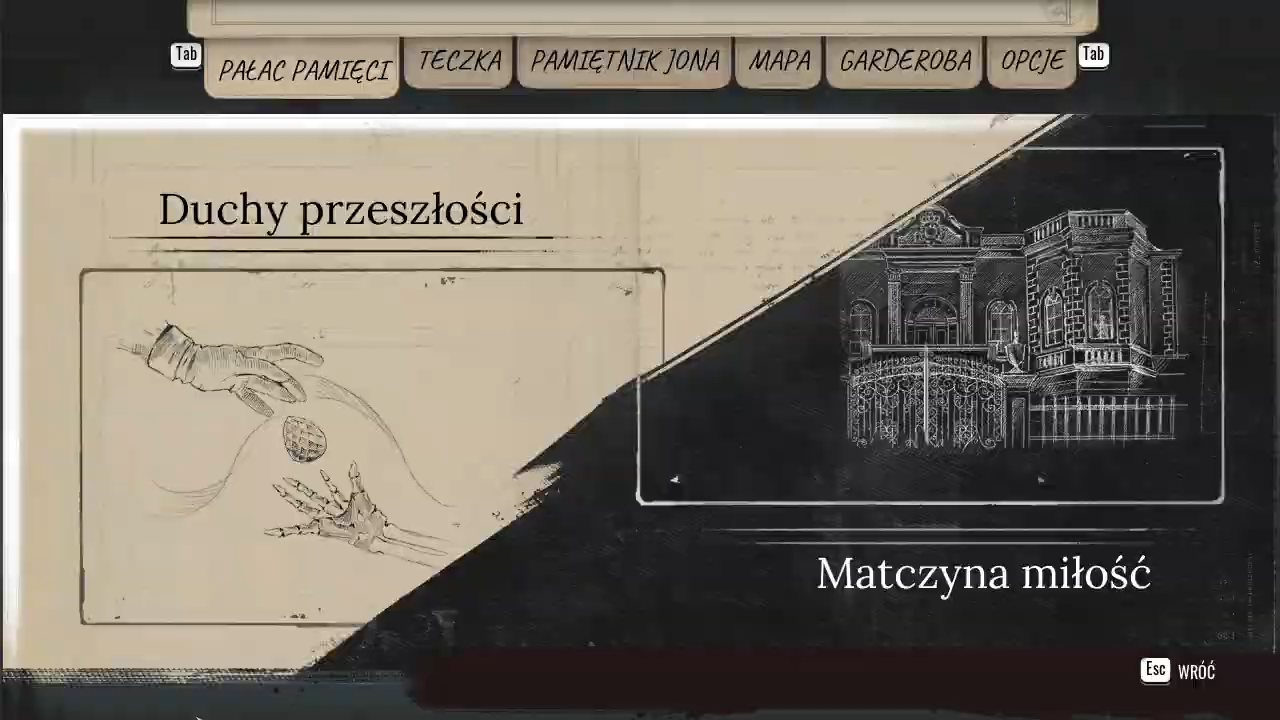 Tab
PAŁAC PAMIĘCI
TECZKA
PAMIĘTNIK JONA
MAPA
GARDEROBA
OPCJE
Tab
Duchy przeszłości
Matczyna miłość
Esc WRÓĆ